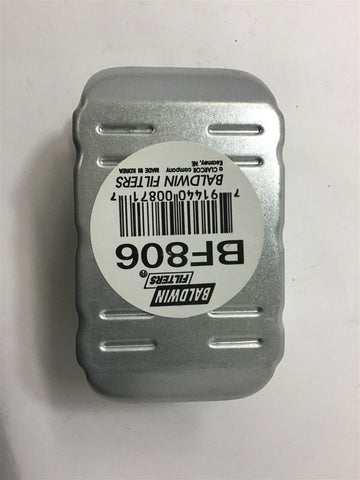 BALDWIN
FILTERS®
BF806
7 91440 00871 7
BALDWIN FILTERS
a CLARCOR company MADE IN KOREA
Kearney, NE